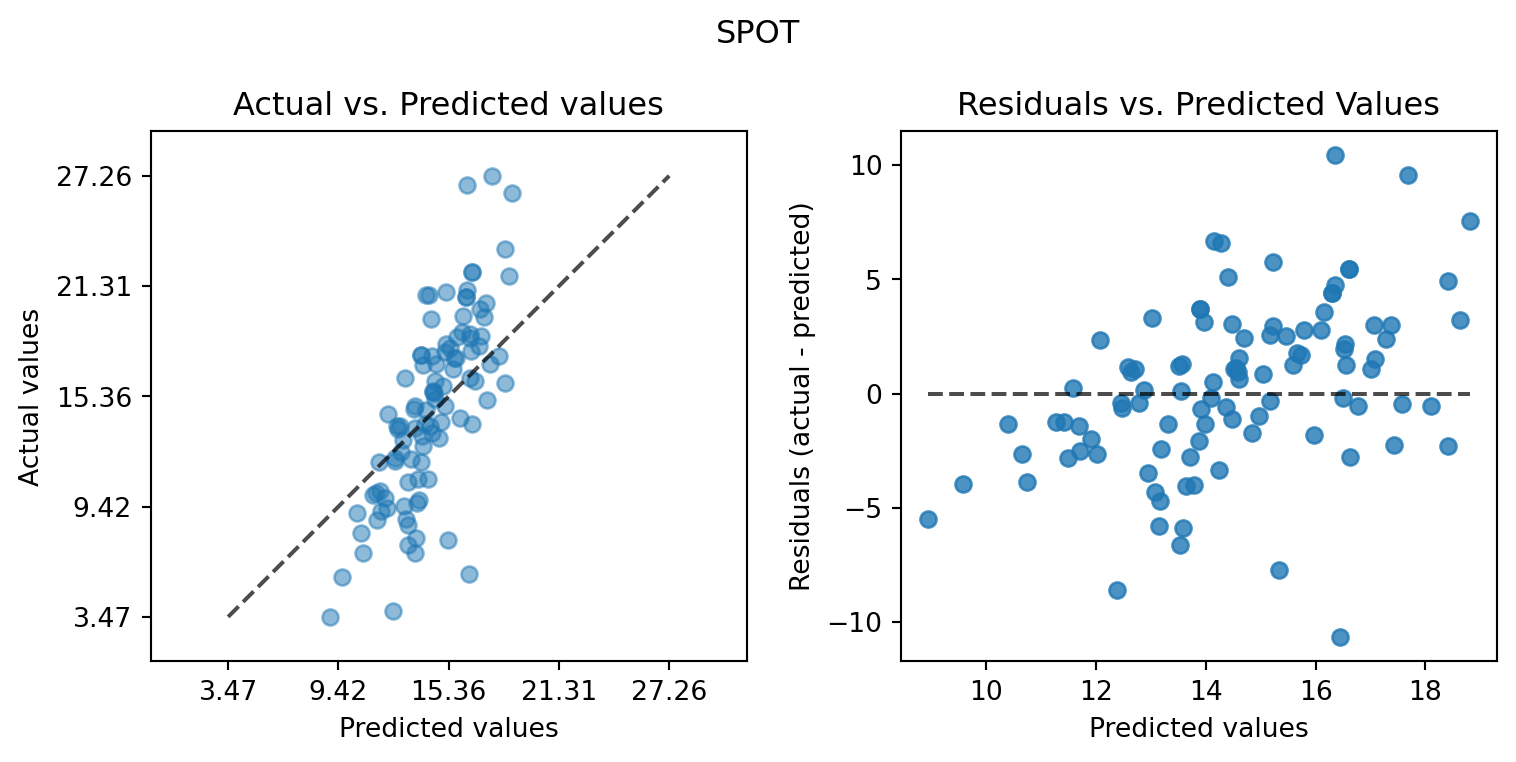 SPOT
Actual vs. Predicted values
27.26
21.31
15.36
9.42
3.47
Actual values
3.47 9.42 15.36 21.31 27.26
Predicted values
Residuals vs. Predicted Values
10
5
0
−5
−10
Residuals (actual - predicted)
10 12 14 16 18
Predicted values